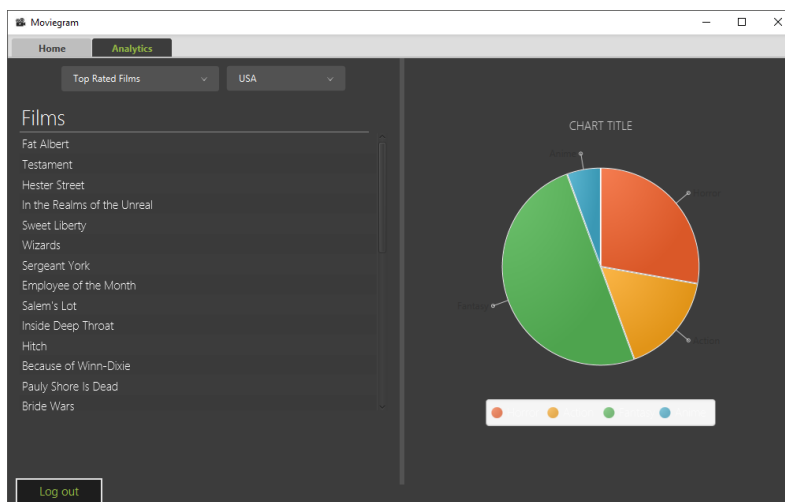 Moviegram
Home
Analytics
Top Rated Films
USA
Films
Fat Albert
Testament
Hester Street
In the Realms of the Unreal
Sweet Liberty
Wizards
Sergeant York
Employee of the Month
Salem's Lot
Inside Deep Throat
Hitch
Because of Winn-Dixie
Pauly Shore Is Dead
Bride Wars
Log out
CHART TITLE
Fantasy
Action